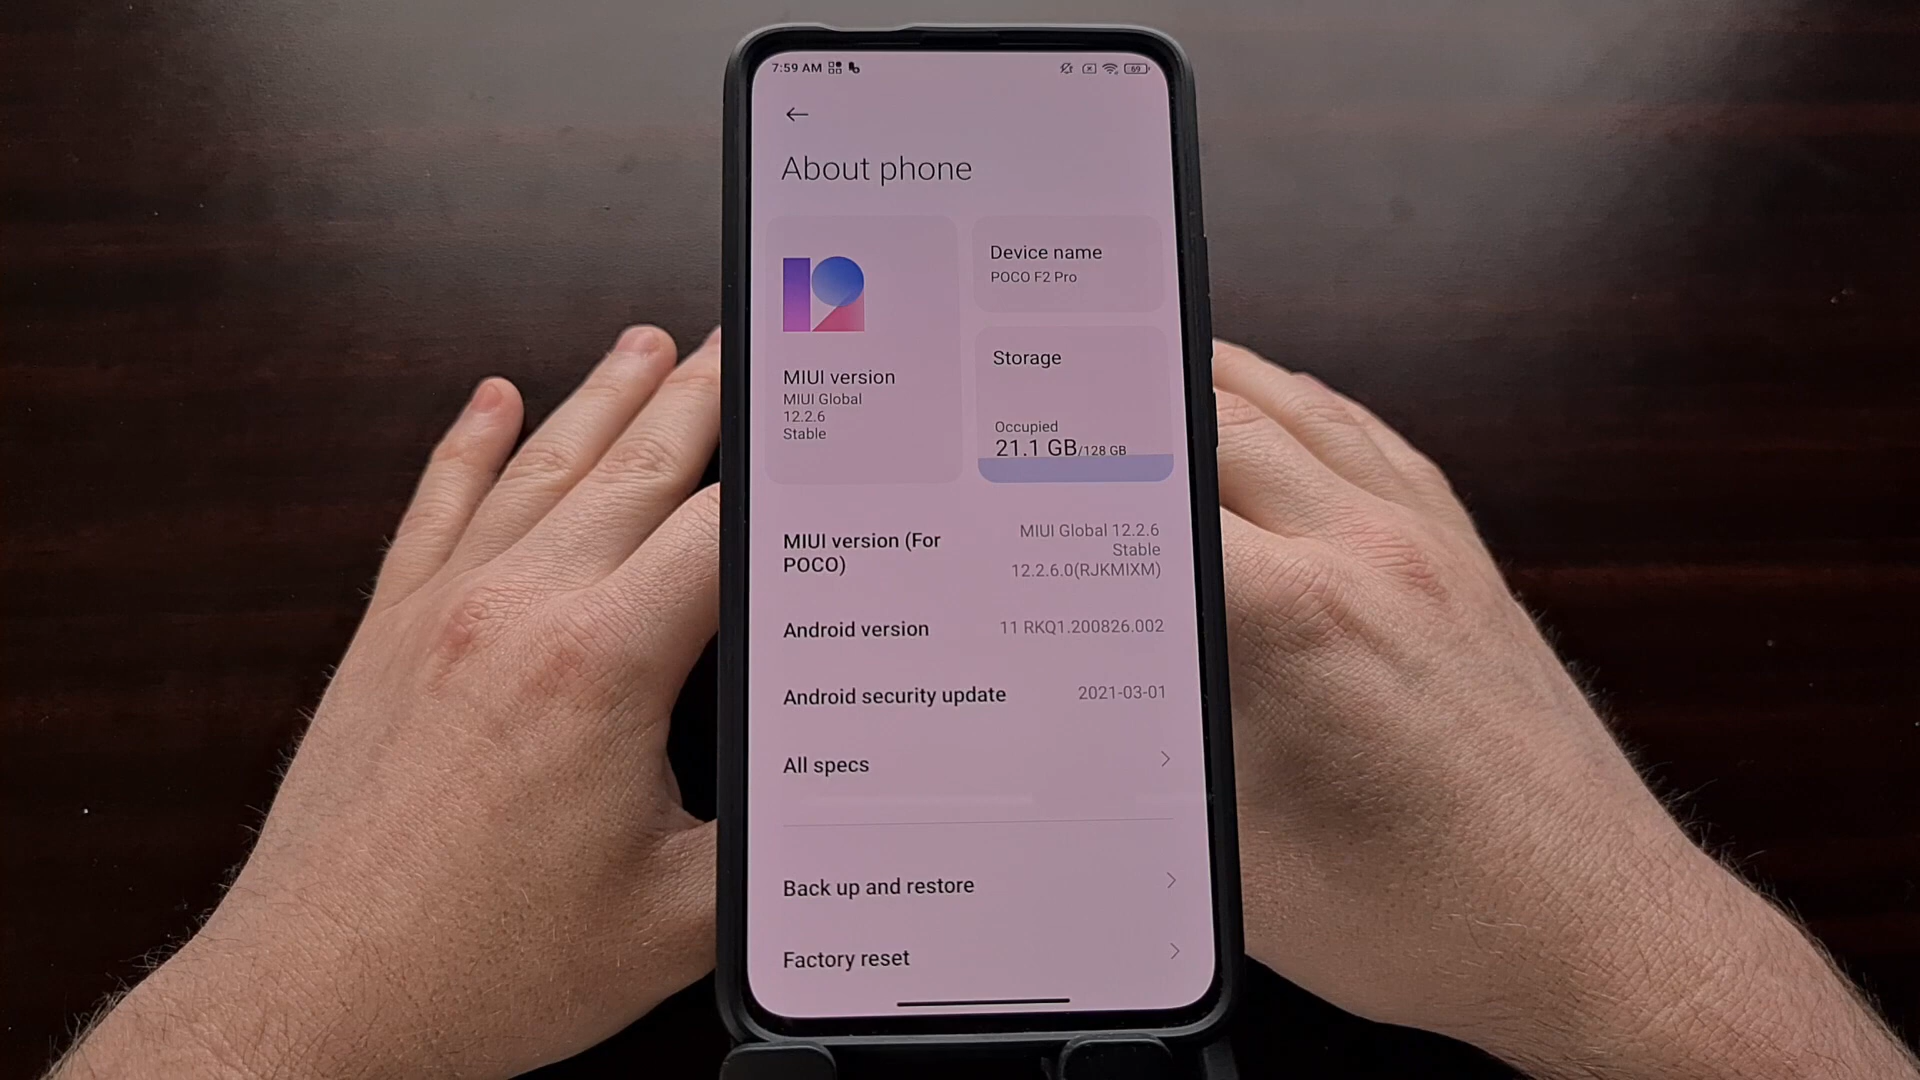 7:59 AM
69
About phone
MIUI version
MIUI Global
12.2.6
Stable
Device name
POCO F2 Pro
Storage
Occupied
21.1 GB/128 GB
MIUI version (For
POCO)
MIUI Global 12.2.6
Stable
12.2.6.0(RJKMIXM)
Android version
11 RKQ1.200826.002
Android security update
2021-03-01
All specs
Back up and restore
Factory reset